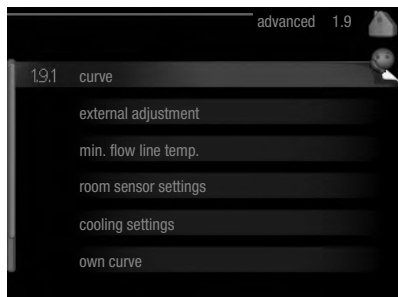 advanced 1.9
1.9.1 curve
external adjustment
min. flow line temp.
room sensor settings
cooling settings
own curve